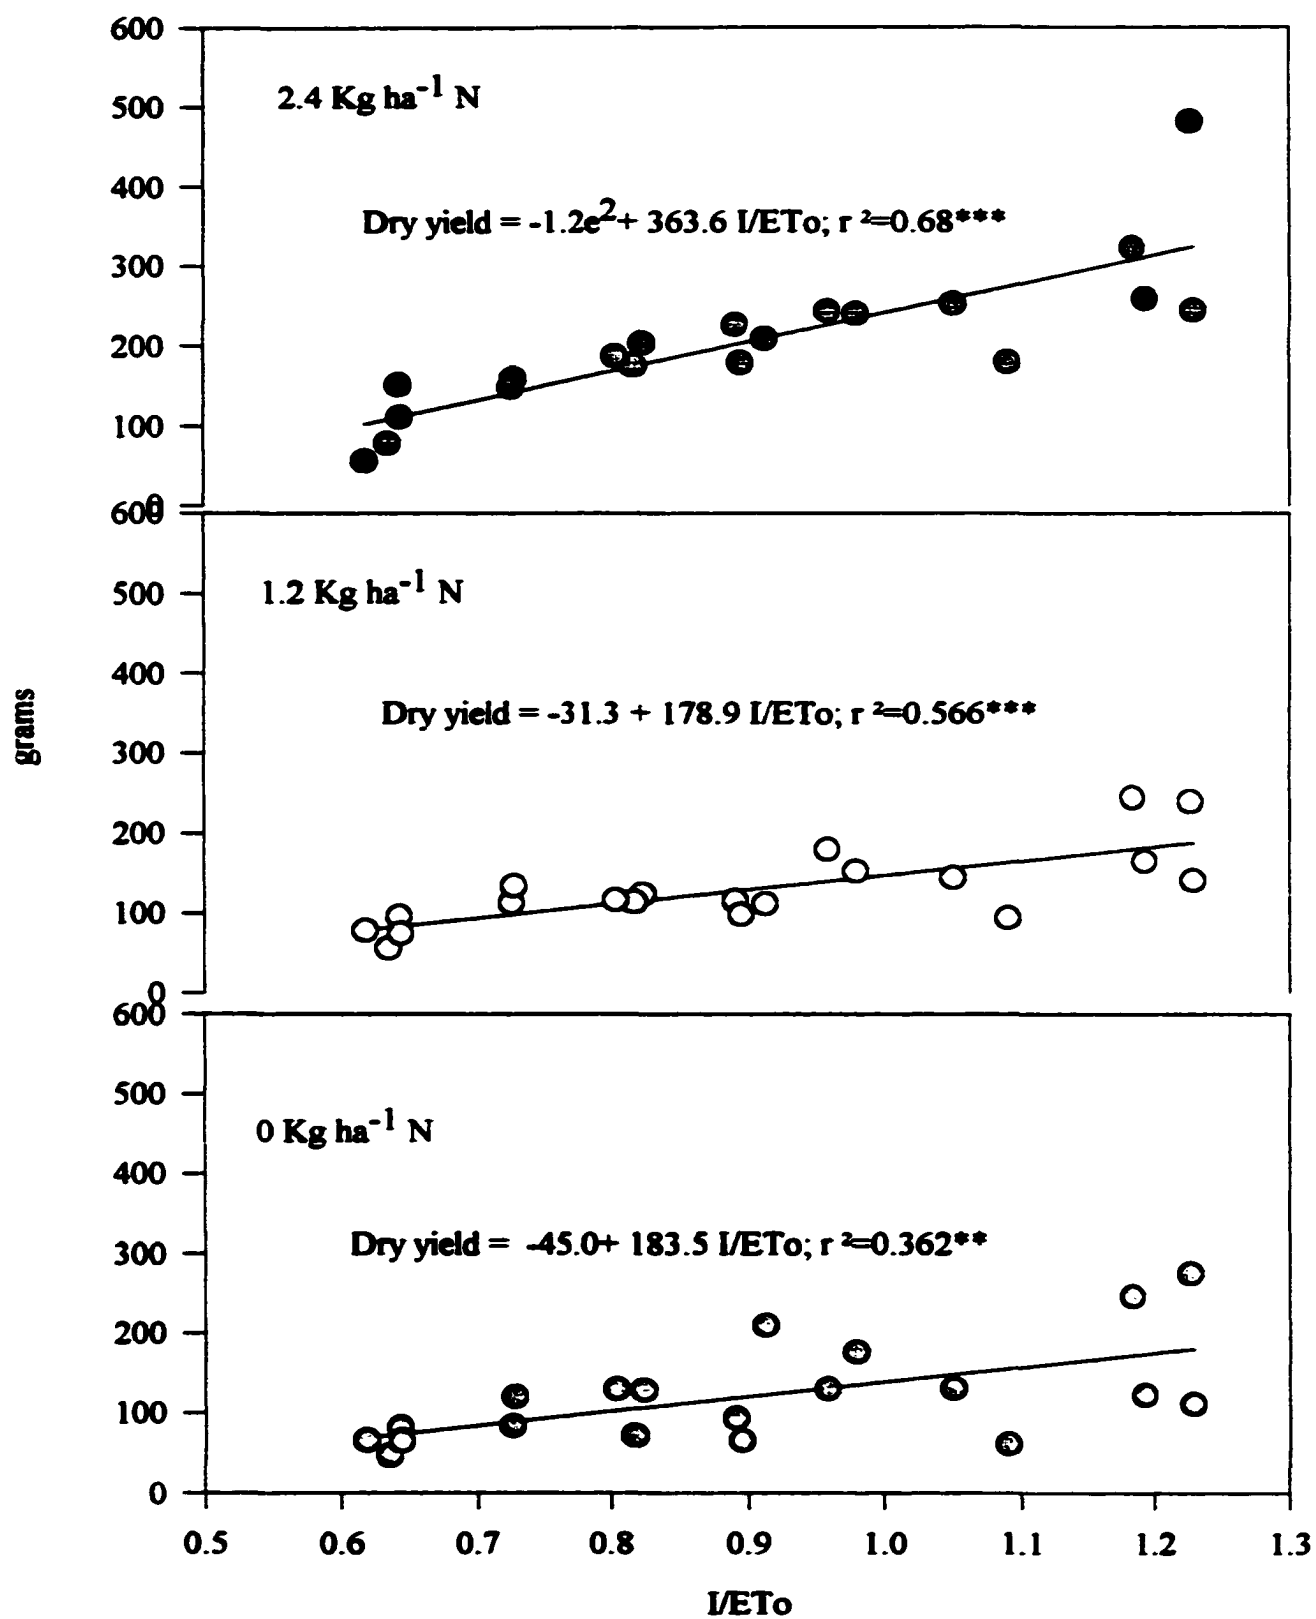 600
2.4 Kg ha⁻¹ N
500
400
Dry yield = -1.2e²+ 363.6 I/ETo; r ²=0.68***
300
200
100
0
600
500
1.2 Kg ha⁻¹ N
400
Dry yield = -31.3 + 178.9 I/ETo; r ²=0.566***
grams
300
200
100
0
600
500
0 Kg ha⁻¹ N
400
Dry yield = -45.0+ 183.5 I/ETo; r ²=0.362**
300
200
100
0
0.5 0.6 0.7 0.8 0.9 1.0 1.1 1.2 1.3
I/ETo